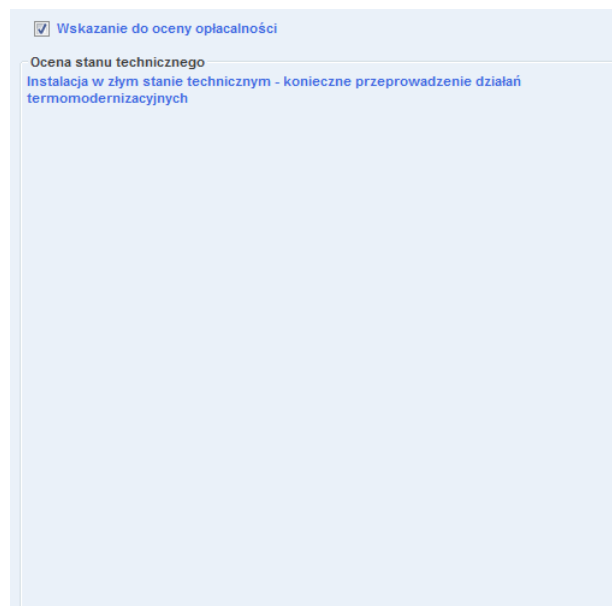 Wskazanie do oceny opłacalności
Ocena stanu technicznego
Instalacja w złym stanie technicznym - konieczne przeprowadzenie działań
termomodernizacyjnych